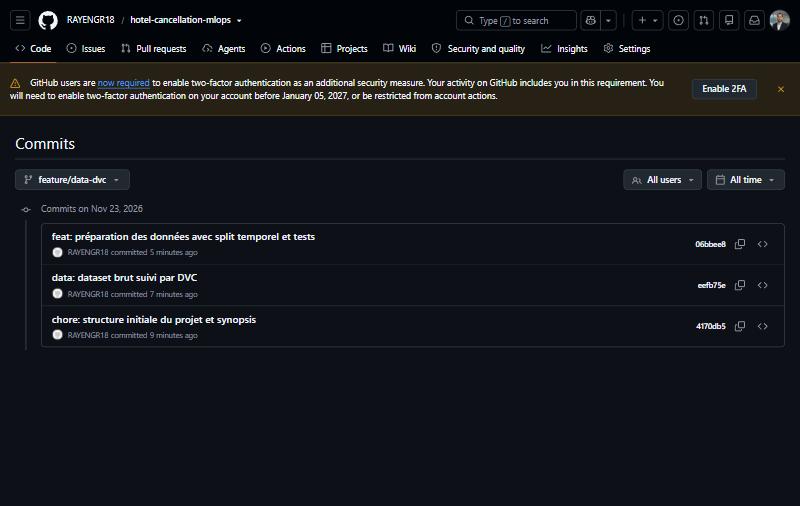 RAYENGR18 / hotel-cancellation-mlops
Type / to search
Code Issues Pull requests Agents Actions Projects Wiki Security and quality Insights Settings
GitHub users are now required to enable two-factor authentication as an additional security measure. Your activity on GitHub includes you in this requirement. You
will need to enable two-factor authentication on your account before January 05, 2027, or be restricted from account actions.
Enable 2FA
Commits
feature/data-dvc
All users
All time
Commits on Nov 23, 2026
feat: préparation des données avec split temporel et tests
RAYENGR18 committed 5 minutes ago
06bbee8
data: dataset brut suivi par DVC
RAYENGR18 committed 7 minutes ago
eefb75e
chore: structure initiale du projet et synopsis
RAYENGR18 committed 9 minutes ago
4170db5